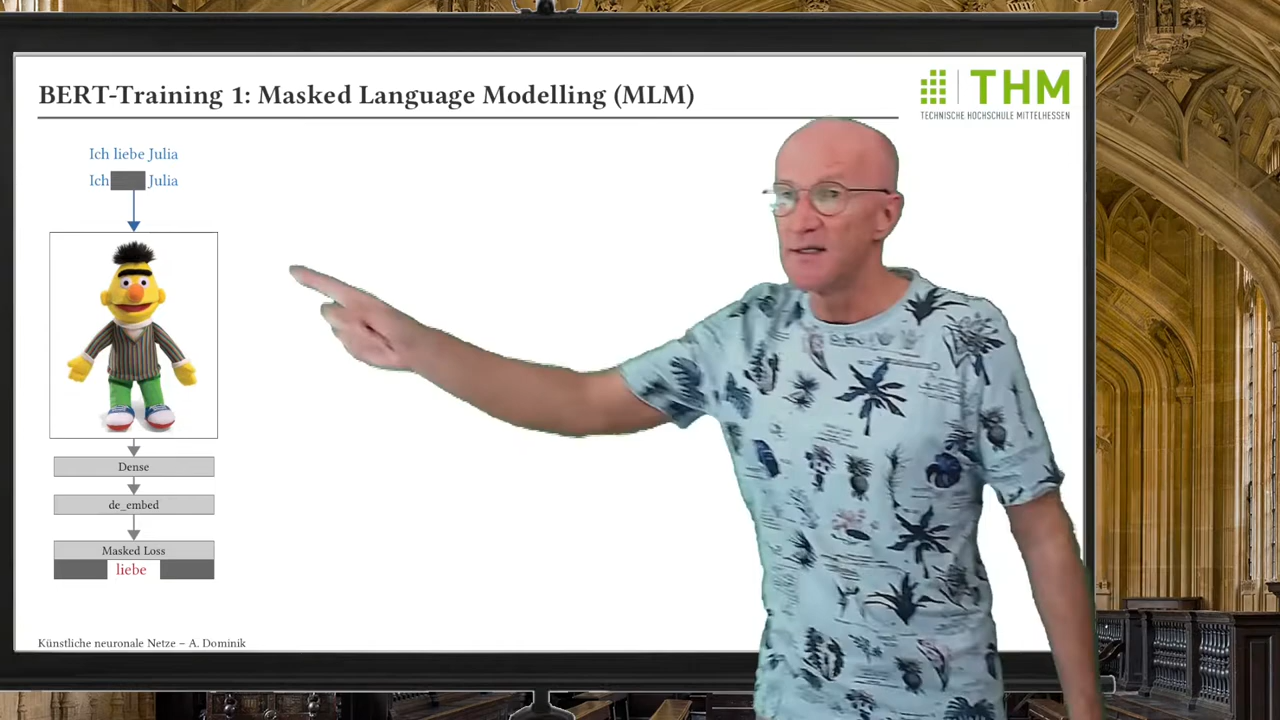 BERT-Training 1: Masked Language Modelling (MLM)
THM
TECHNISCHE HOCHSCHULE MITTELHESSEN
Ich liebe Julia
Ich Julia
Dense
de_embed
Masked Loss
liebe
Künstliche neuronale Netze – A. Dominik